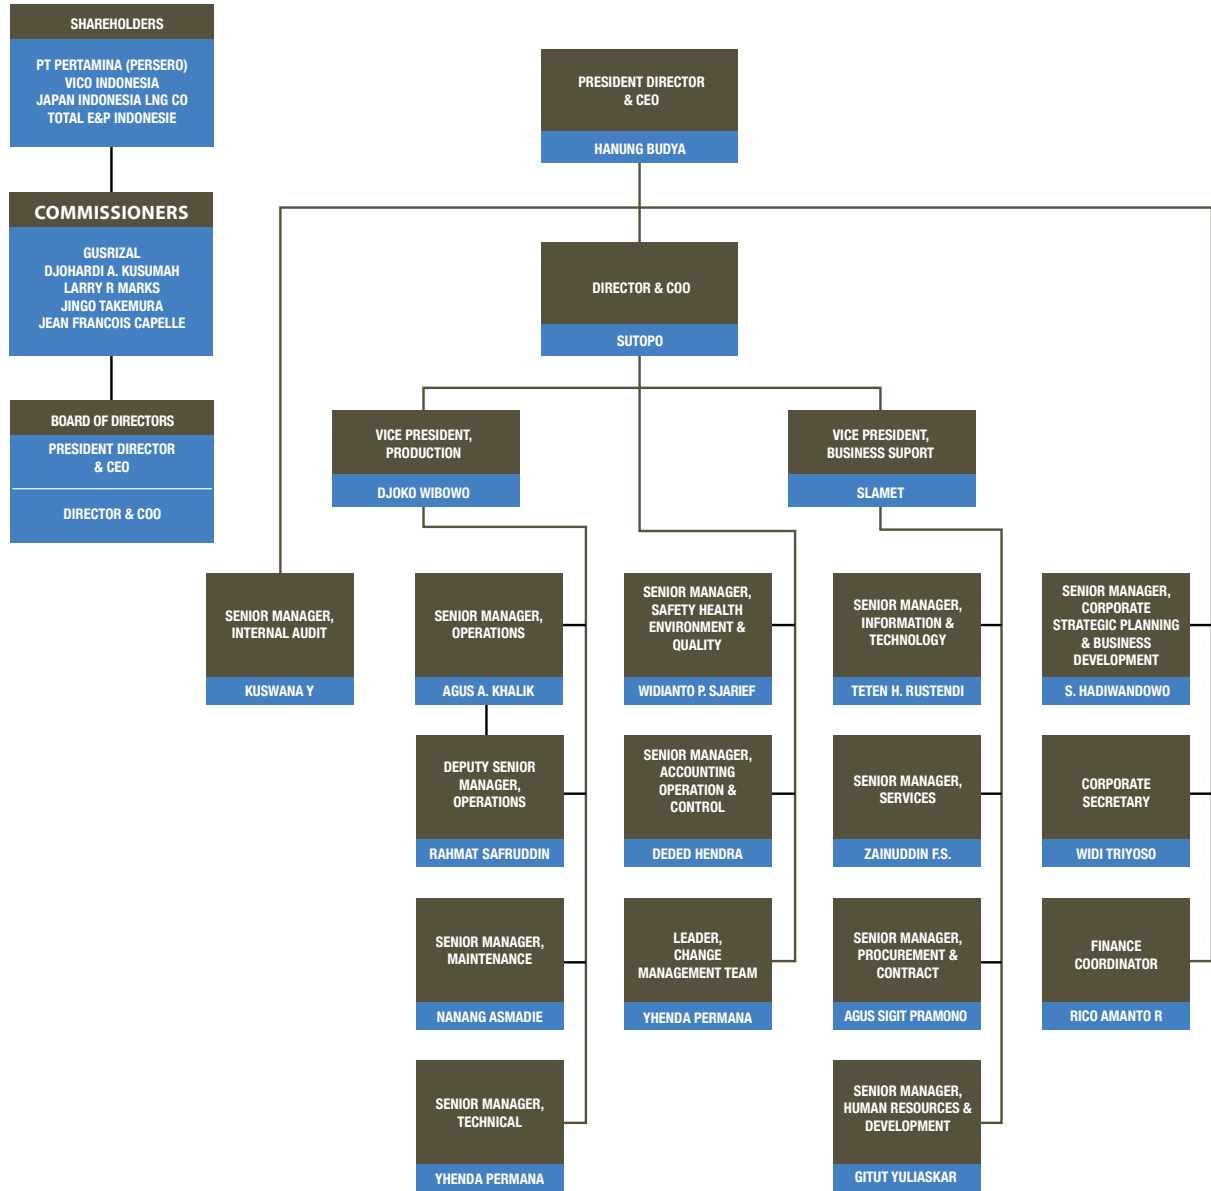 SHAREHOLDERS
PT PERTAMINA (PERSERO)
VICO INDONESIA
JAPAN INDONESIA LNG CO
TOTAL E&P INDONESIE
COMMISSIONERS
GUSRIZAL
DJOHARDI A. KUSUMAH
LARRY R MARKS
JINGO TAKEMURA
JEAN FRANCOIS CAPELLE
BOARD OF DIRECTORS
PRESIDENT DIRECTOR
& CEO
DIRECTOR & COO
PRESIDENT DIRECTOR
& CEO
HANUNG BUDYA
DIRECTOR & COO
SUTOPO
VICE PRESIDENT,
PRODUCTION
DJOKO WIBOWO
VICE PRESIDENT,
BUSINESS SUPORT
SLAMET
SENIOR MANAGER,
INTERNAL AUDIT
KUSWANA Y
SENIOR MANAGER,
OPERATIONS
AGUS A. KHALIK
SENIOR MANAGER,
SAFETY HEALTH
ENVIRONMENT &
QUALITY
WIDIANTO P. SJARIEF
SENIOR MANAGER,
INFORMATION &
TECHNOLOGY
TETEN H. RUSTENDI
SENIOR MANAGER,
CORPORATE
STRATEGIC PLANNING
& BUSINESS
DEVELOPMENT
S. HADIWANDOWO
DEPUTY SENIOR
MANAGER,
OPERATIONS
RAHMAT SAFRUDDIN
SENIOR MANAGER,
ACCOUNTING
OPERATION &
CONTROL
DEDED HENDRA
SENIOR MANAGER,
SERVICES
ZAINUDDIN F.S.
CORPORATE
SECRETARY
WIDI TRIYOSO
SENIOR MANAGER,
MAINTENANCE
NANANG ASMADIE
LEADER,
CHANGE
MANAGEMENT TEAM
YHENDA PERMANA
SENIOR MANAGER,
PROCUREMENT &
CONTRACT
AGUS SIGIT PRAMONO
FINANCE
COORDINATOR
RICO AMANTO R
SENIOR MANAGER,
TECHNICAL
YHENDA PERMANA
SENIOR MANAGER,
HUMAN RESOURCES &
DEVELOPMENT
GITUT YULIASKAR